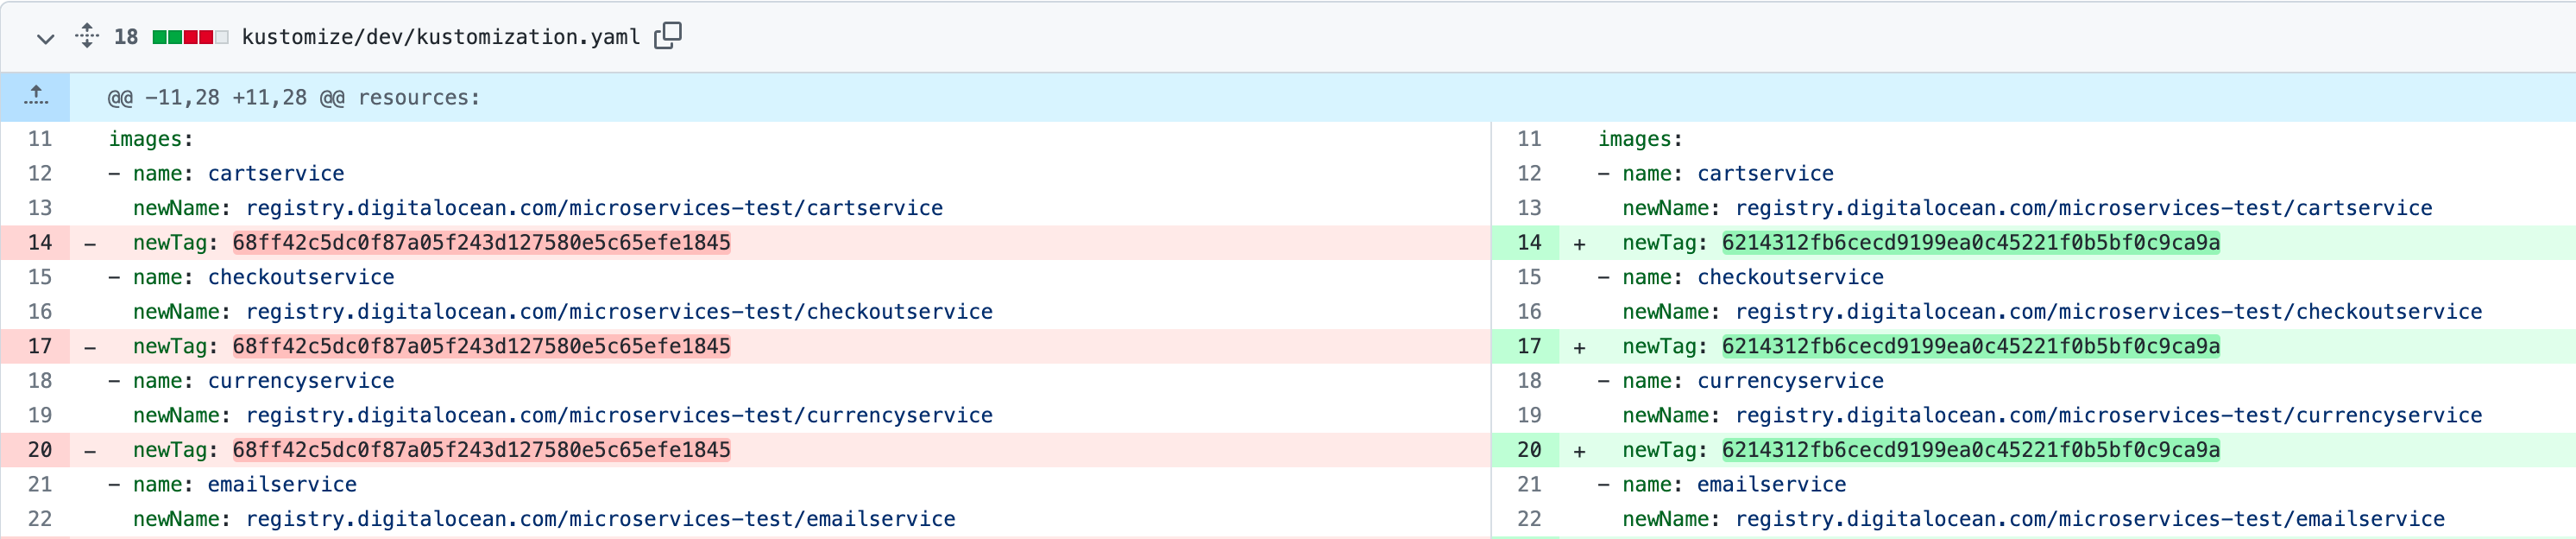 18 kustomize/dev/kustomization.yaml
@@ -11,28 +11,28 @@ resources:
11 images:
12 - name: cartservice
13 newName: registry.digitalocean.com/microservices-test/cartservice
14 - newTag: 68ff42c5dc0f87a05f243d127580e5c65efe1845
15 - name: checkoutservice
16 newName: registry.digitalocean.com/microservices-test/checkoutservice
17 - newTag: 68ff42c5dc0f87a05f243d127580e5c65efe1845
18 - name: currencyservice
19 newName: registry.digitalocean.com/microservices-test/currencyservice
20 - newTag: 68ff42c5dc0f87a05f243d127580e5c65efe1845
21 - name: emailservice
22 newName: registry.digitalocean.com/microservices-test/emailservice
11 images:
12 - name: cartservice
13 newName: registry.digitalocean.com/microservices-test/cartservice
14 + newTag: 6214312fb6cecd9199ea0c45221f0b5bf0c9ca9a
15 - name: checkoutservice
16 newName: registry.digitalocean.com/microservices-test/checkoutservice
17 + newTag: 6214312fb6cecd9199ea0c45221f0b5bf0c9ca9a
18 - name: currencyservice
19 newName: registry.digitalocean.com/microservices-test/currencyservice
20 + newTag: 6214312fb6cecd9199ea0c45221f0b5bf0c9ca9a
21 - name: emailservice
22 newName: registry.digitalocean.com/microservices-test/emailservice